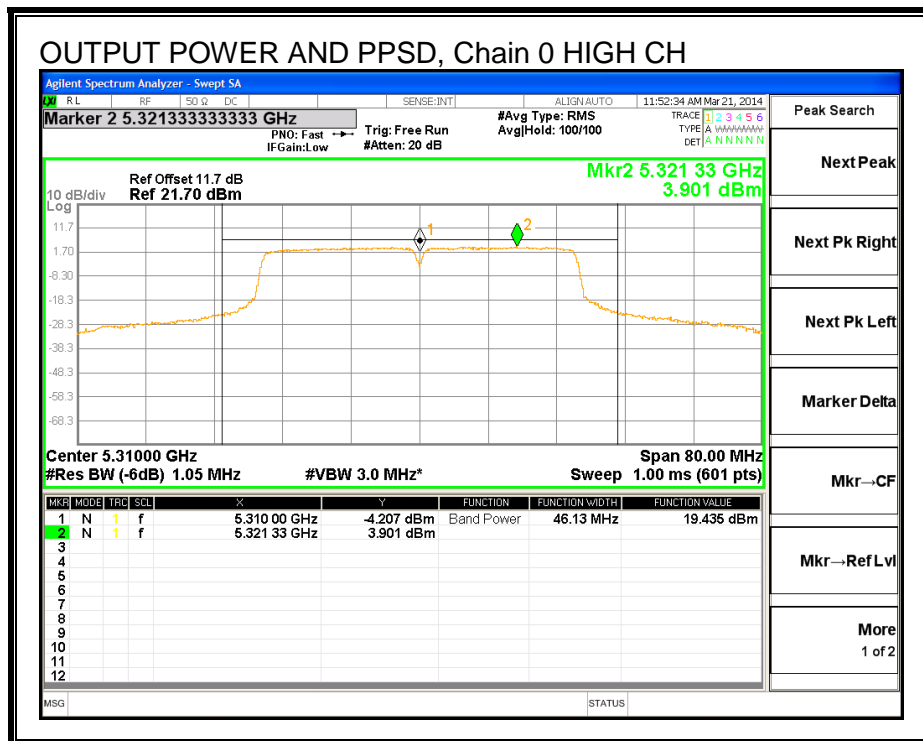 OUTPUT POWER AND PPSD, Chain 0 HIGH CH
Agilent Spectrum Analyzer - Swept SA
LXI RL RF 50 Ω DC SENSE:INT ALIGN AUTO 11:52:34 AM Mar 21, 2014
Marker 2 5.321333333333 GHz
PNO: Fast
IFGain:Low
Trig: Free Run
#Atten: 20 dB
#Avg Type: RMS
Avg|Hold: 100/100
TRACE 1 2 3 4 5 6
TYPE A WWWWW
DET A N N N N N
Mkr2 5.321 33 GHz
3.901 dBm
Ref Offset 11.7 dB
10 dB/div Ref 21.70 dBm
Log
11.7
1.70
-8.30
-18.3
-28.3
-38.3
-48.3
-58.3
-68.3
1
2
Center 5.31000 GHz Span 80.00 MHz
#Res BW (-6dB) 1.05 MHz #VBW 3.0 MHz* Sweep 1.00 ms (601 pts)
MKR MODE TRC SCL X Y FUNCTION FUNCTION WIDTH FUNCTION VALUE
1 N 1 f 5.310 00 GHz -4.207 dBm Band Power 46.13 MHz 19.435 dBm
2 N 1 f 5.321 33 GHz 3.901 dBm
3
4
5
6
7
8
9
10
11
12
MSG STATUS
Peak Search
Next Peak
Next Pk Right
Next Pk Left
Marker Delta
Mkr→CF
Mkr→Ref Lvl
More
1 of 2